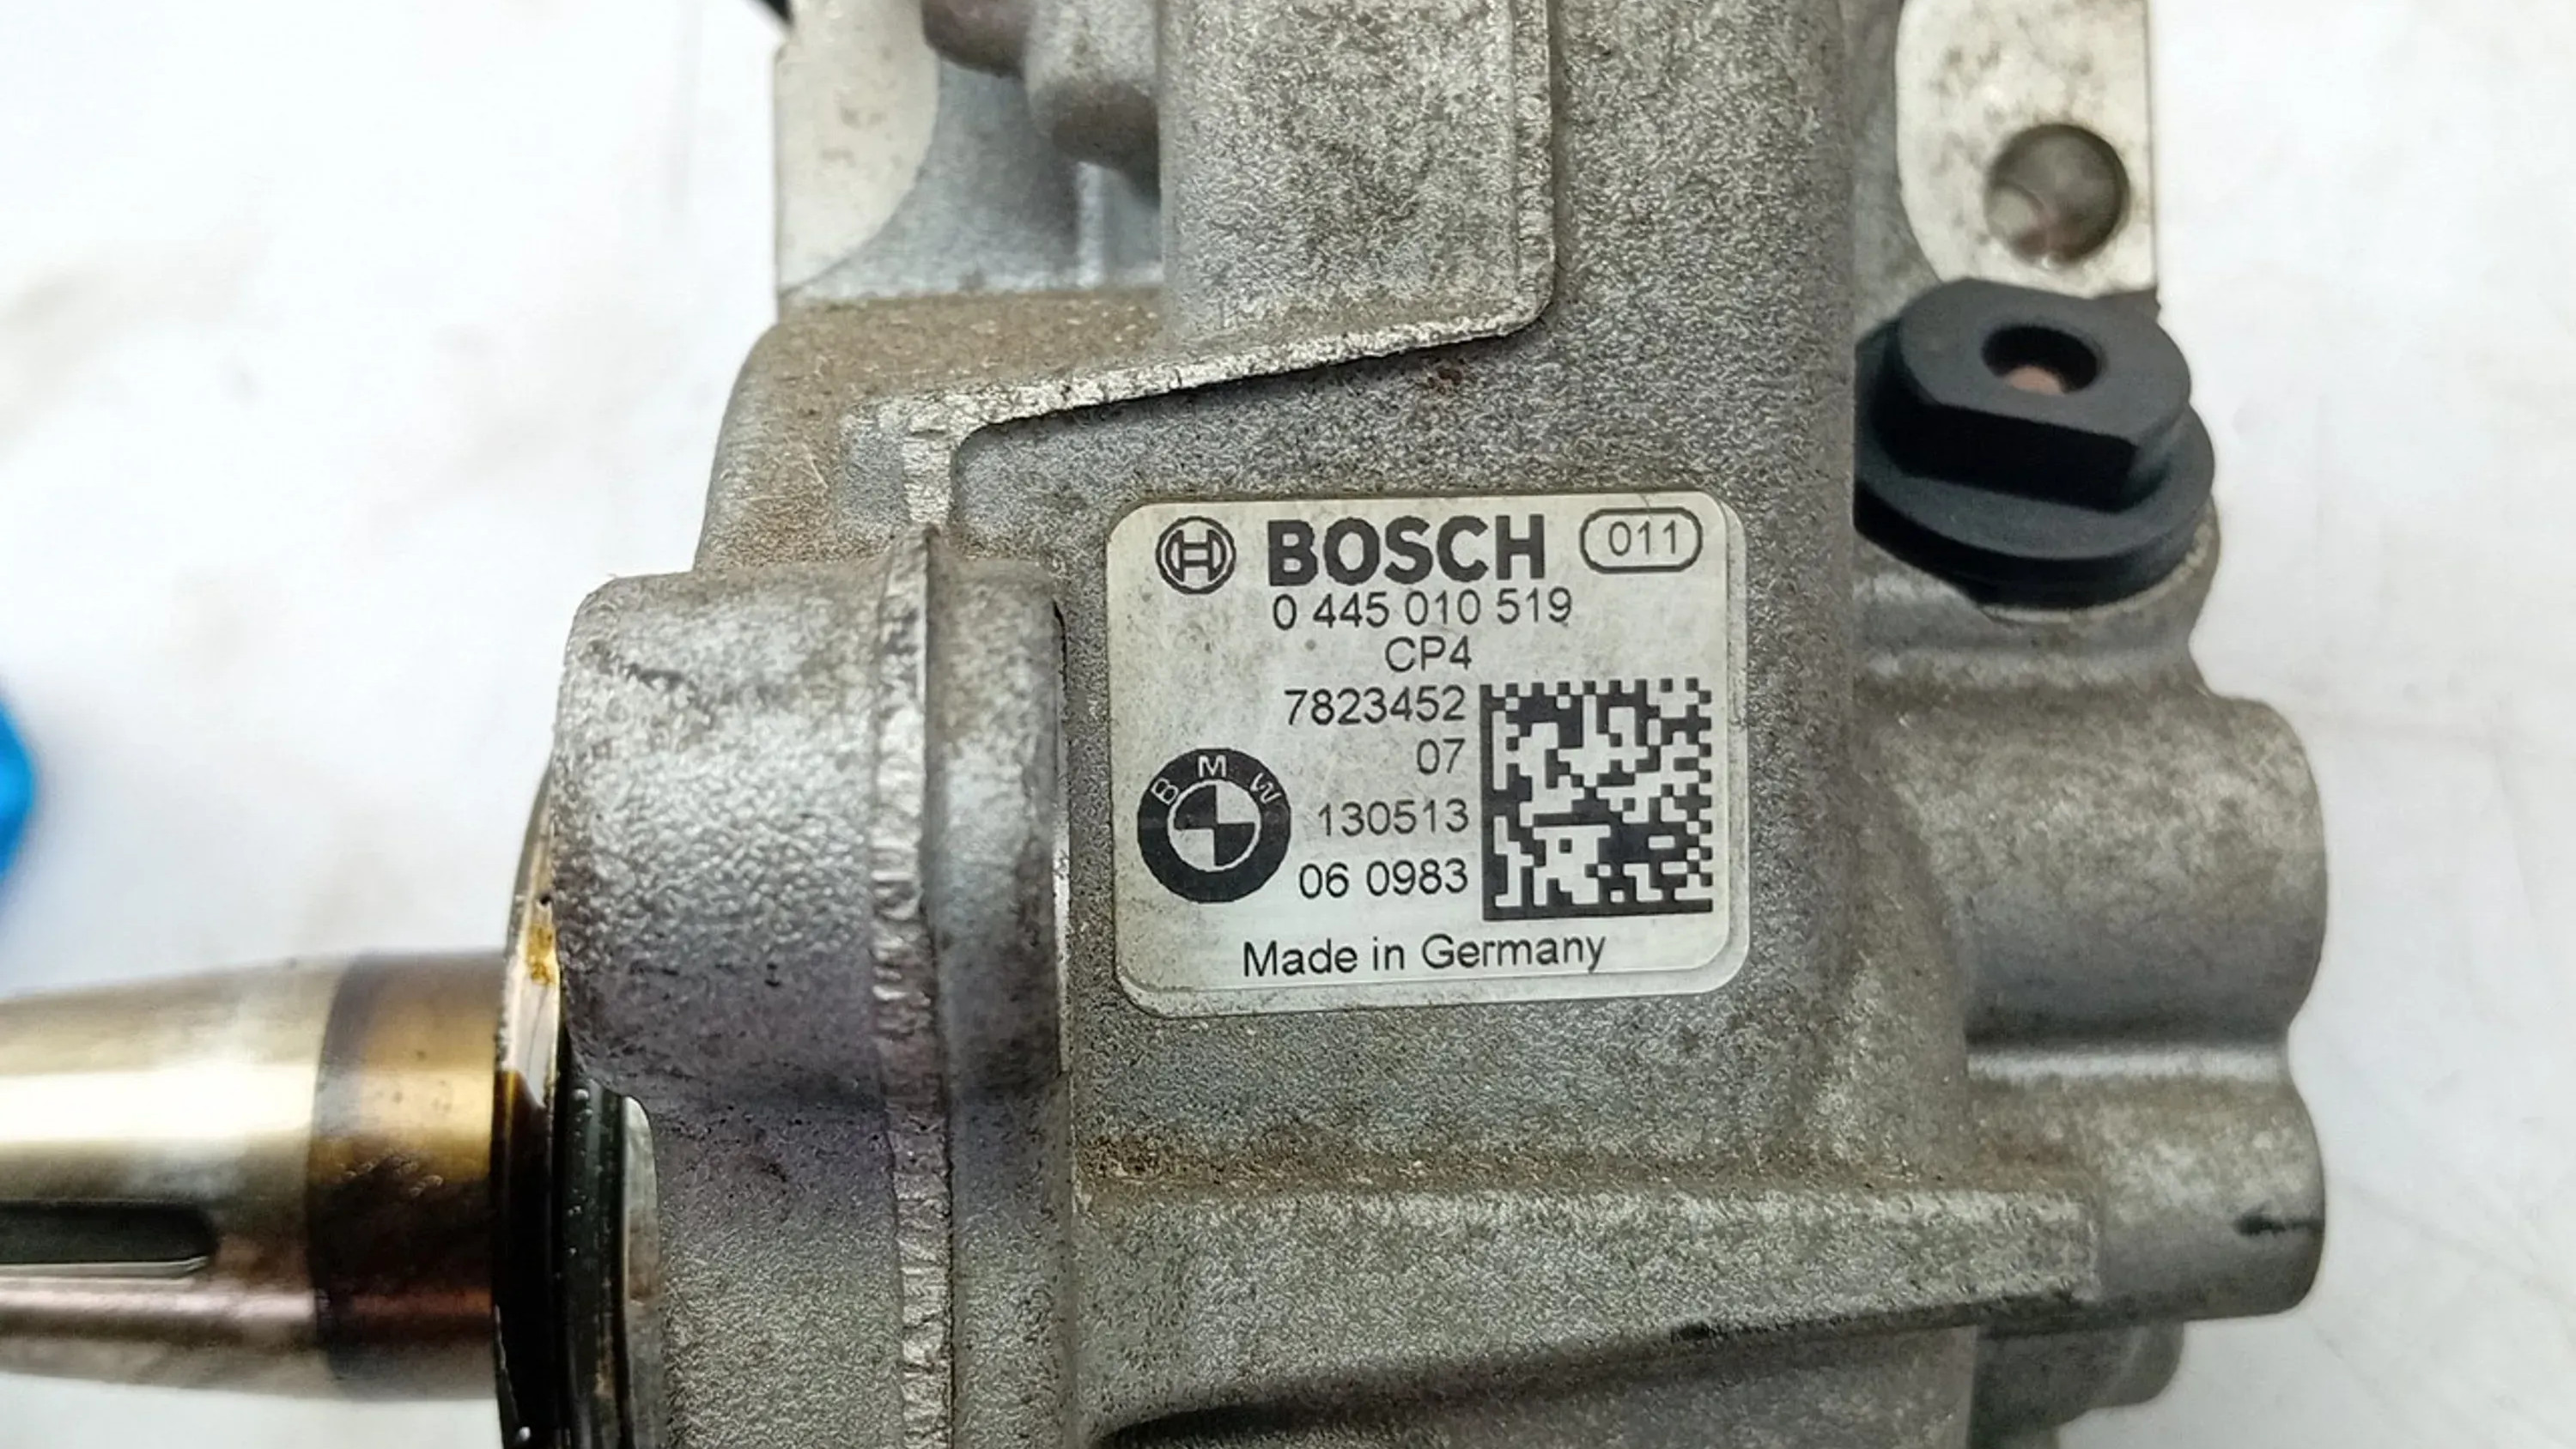 BOSCH 011
0 445 010 519
CP4
7823452
07
BMW
130513
06 0983
Made in Germany